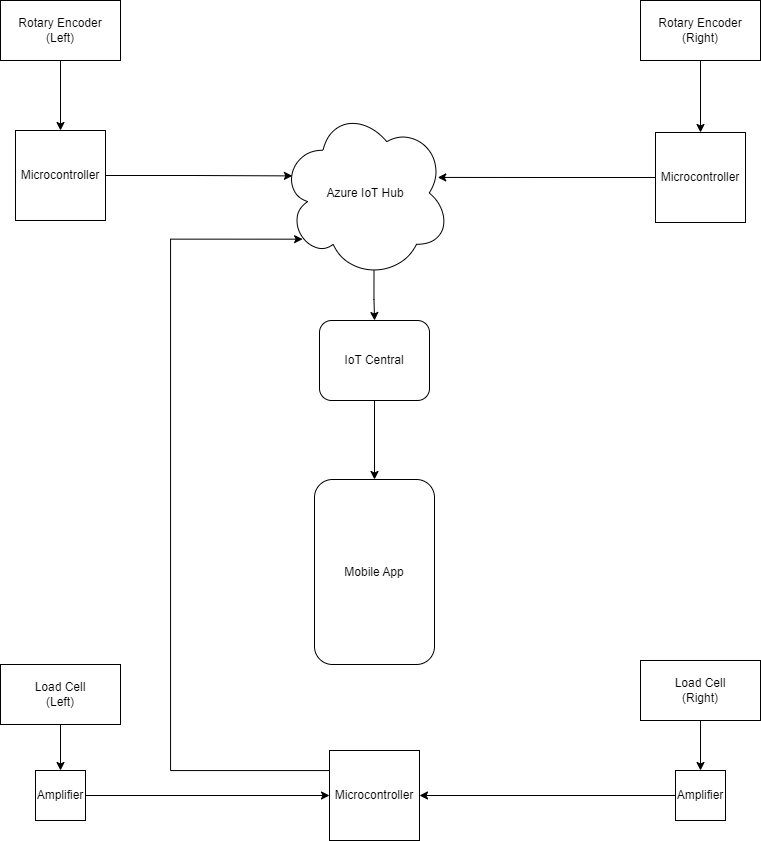 Rotary Encoder
(Left)
Rotary Encoder
(Right)
Microcontroller
Azure IoT Hub
Microcontroller
IoT Central
Mobile App
Load Cell
(Left)
Load Cell
(Right)
Amplifier
Microcontroller
Amplifier